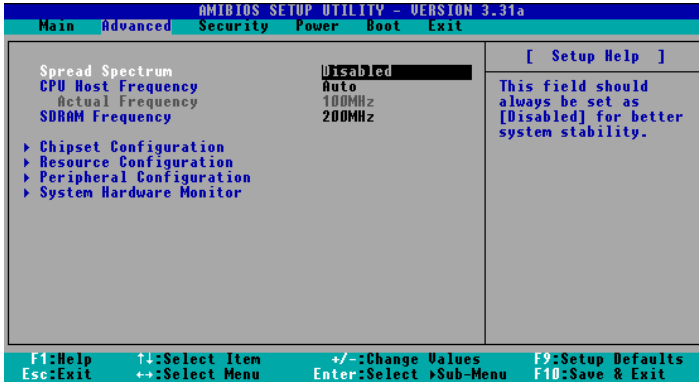 AMIBIOS SETUP UTILITY - VERSION 3.31a
Main Advanced Security Power Boot Exit
[ Setup Help ]
Spread Spectrum Disabled
CPU Host Frequency Auto
Actual Frequency 100MHz
SDRAM Frequency 200MHz
▸ Chipset Configuration
▸ Resource Configuration
▸ Peripheral Configuration
▸ System Hardware Monitor
This field should
always be set as
[Disabled] for better
system stability.
F1:Help ↑↓:Select Item +/-:Change Values F9:Setup Defaults
Esc:Exit ←→:Select Menu Enter:Select ▸Sub-Menu F10:Save & Exit